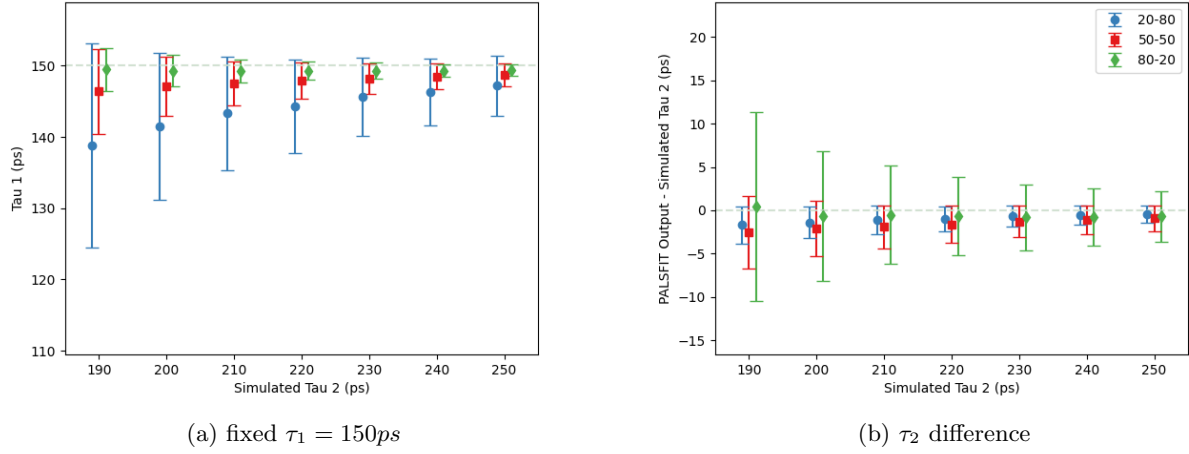 150
140
130
120
110
Tau 1 (ps)
190 200 210 220 230 240 250
Simulated Tau 2 (ps)
(a) fixed τ₁ = 150ps
20-80
50-50
80-20
20
15
10
5
0
−5
−10
−15
PALSFIT Output - Simulated Tau 2 (ps)
190 200 210 220 230 240 250
Simulated Tau 2 (ps)
(b) τ₂ difference